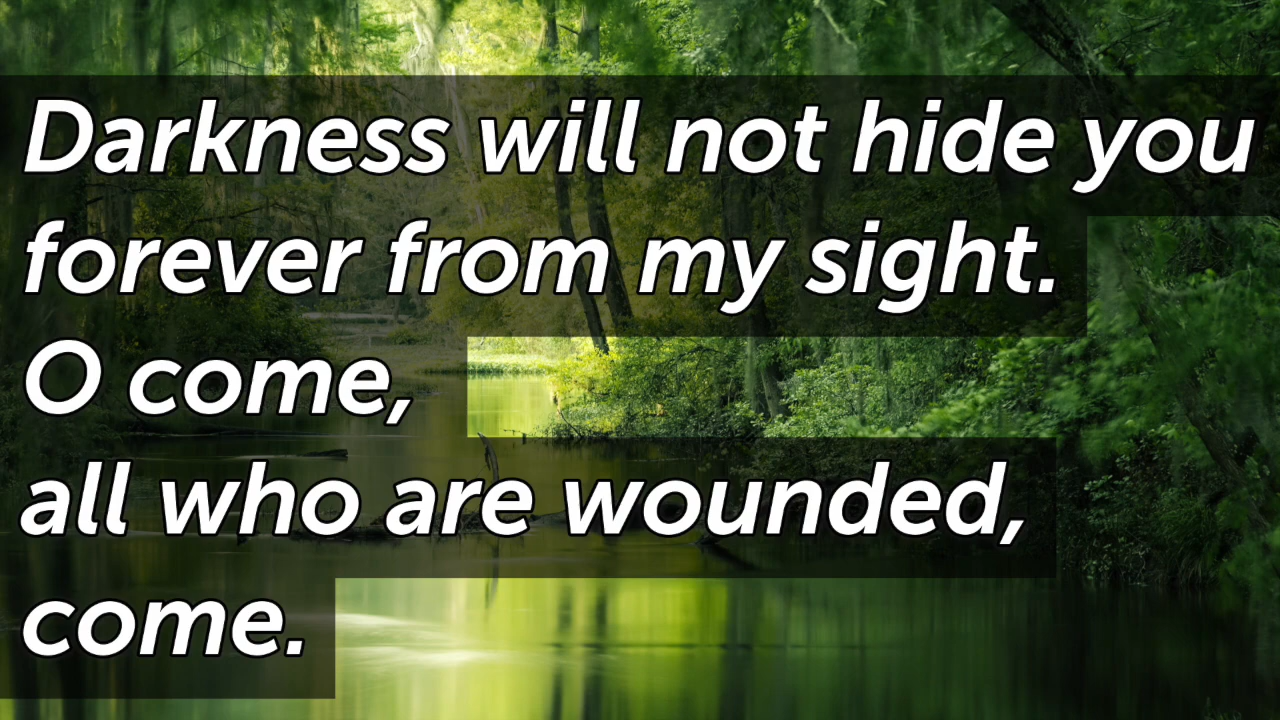 Darkness will not hide you
forever from my sight.
O come,
all who are wounded,
come.